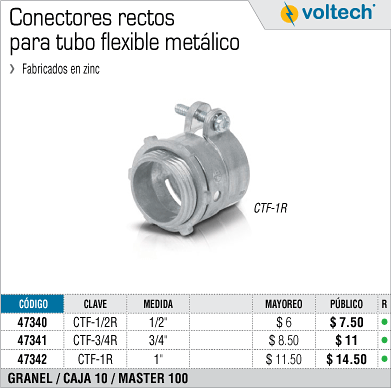 Conectores rectos
para tubo flexible metálico
voltech®
❯ Fabricados en zinc
CTF-1R
CÓDIGO CLAVE MEDIDA MAYOREO PÚBLICO R
47340 CTF-1/2R 1/2" $ 6 $ 7.50 ●
47341 CTF-3/4R 3/4" $ 8.50 $ 11 ●
47342 CTF-1R 1" $ 11.50 $ 14.50 ●
GRANEL / CAJA 10 / MASTER 100